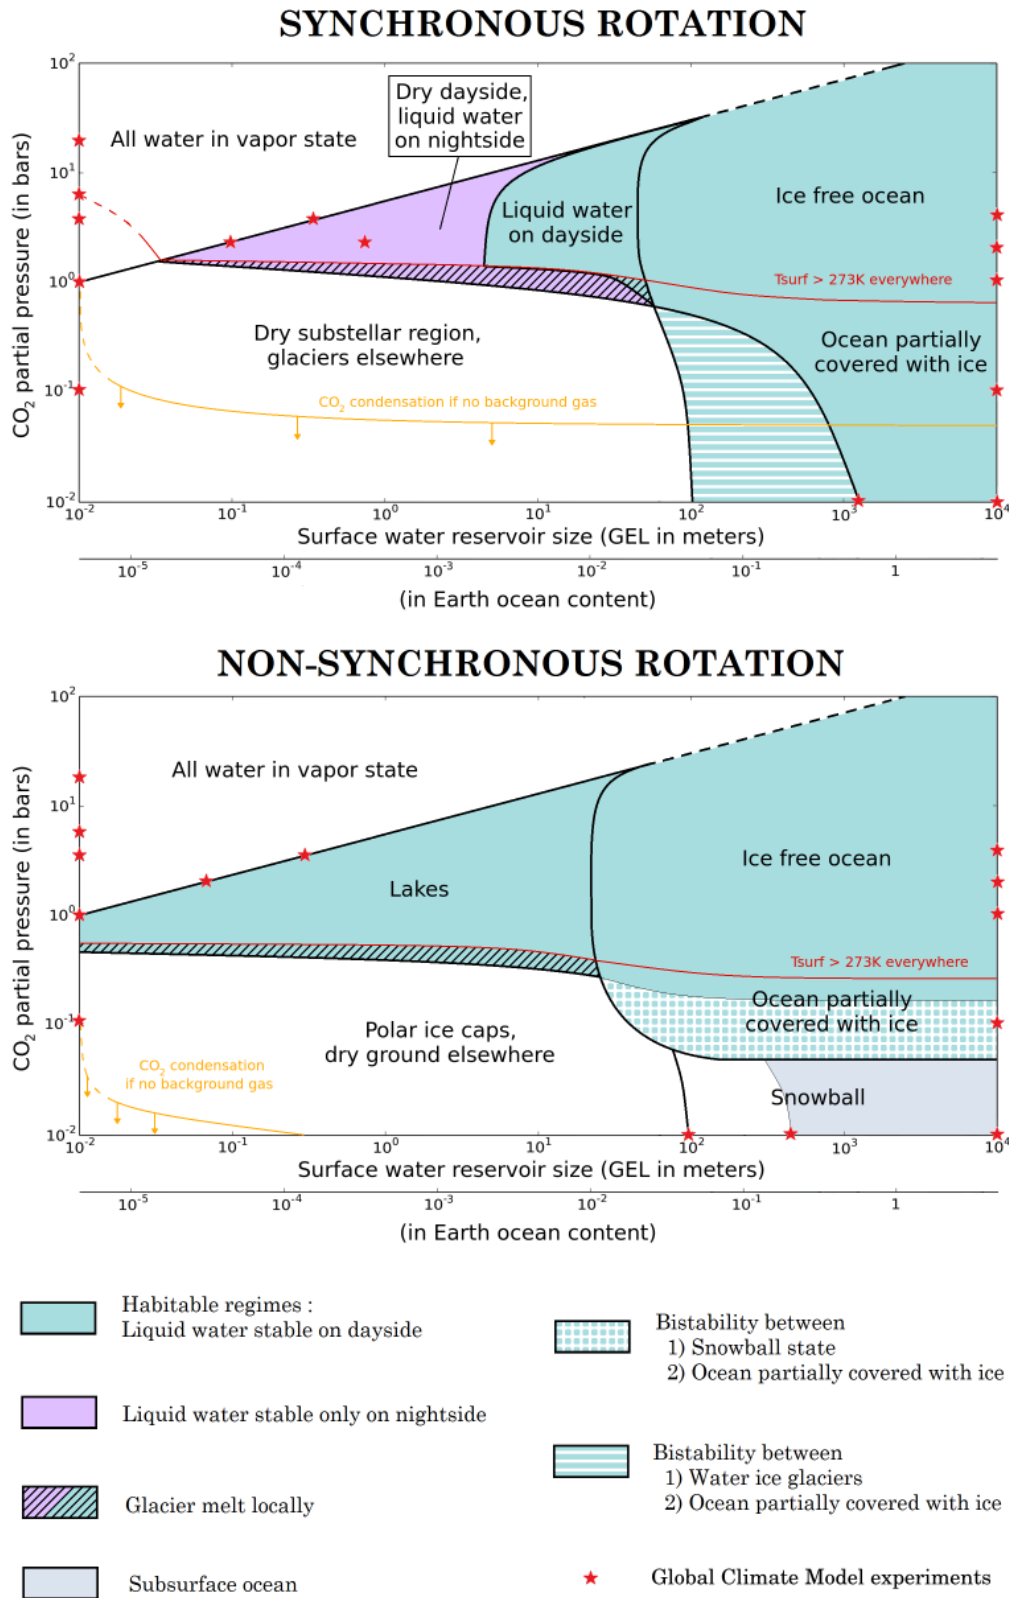 SYNCHRONOUS ROTATION
CO2 partial pressure (in bars)
10^2
10^1
10^0
10^-1
10^-2
All water in vapor state
Dry dayside,
liquid water
on nightside
Liquid water
on dayside
Ice free ocean
Tsurf > 273K everywhere
Dry substellar region,
glaciers elsewhere
Ocean partially
covered with ice
CO2 condensation if no background gas
10^-2 10^-1 10^0 10^1 10^2 10^3 10^4
Surface water reservoir size (GEL in meters)
10^-5 10^-4 10^-3 10^-2 10^-1 1
(in Earth ocean content)
NON-SYNCHRONOUS ROTATION
CO2 partial pressure (in bars)
10^2
10^1
10^0
10^-1
10^-2
All water in vapor state
Ice free ocean
Lakes
Tsurf > 273K everywhere
Ocean partially
covered with ice
Polar ice caps,
dry ground elsewhere
CO2 condensation
if no background gas
Snowball
10^-2 10^-1 10^0 10^1 10^2 10^3 10^4
Surface water reservoir size (GEL in meters)
10^-5 10^-4 10^-3 10^-2 10^-1 1
(in Earth ocean content)
Habitable regimes :
Liquid water stable on dayside
Liquid water stable only on nightside
Glacier melt locally
Subsurface ocean
Bistability between
1) Snowball state
2) Ocean partially covered with ice
Bistability between
1) Water ice glaciers
2) Ocean partially covered with ice
Global Climate Model experiments